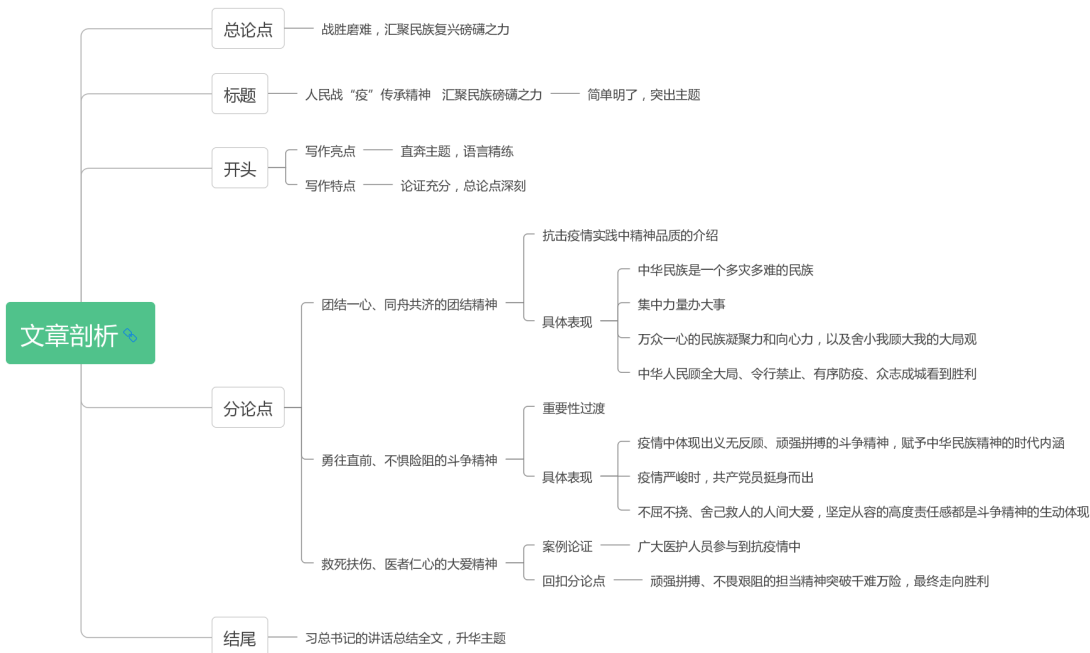 文章剖析
总论点
战胜磨难，汇聚民族复兴磅礴之力
标题
人民战“疫”传承精神 汇聚民族磅礴之力
简单明了，突出主题
开头
写作亮点
直奔主题，语言精练
写作特点
论证充分，总论点深刻
分论点
团结一心、同舟共济的团结精神
抗击疫情实践中精神品质的介绍
具体表现
中华民族是一个多灾多难的民族
集中力量办大事
万众一心的民族凝聚力和向心力，以及舍小我顾大我的大局观
中华人民顾全大局、令行禁止、有序防疫、众志成城看到胜利
勇往直前、不惧险阻的斗争精神
重要性过渡
具体表现
疫情中体现出义无反顾、顽强拼搏的斗争精神，赋予中华民族精神的时代内涵
疫情严峻时，共产党员挺身而出
不屈不挠、舍己救人的人间大爱，坚定从容的高度责任感都是斗争精神的生动体现
救死扶伤、医者仁心的大爱精神
案例论证
广大医护人员参与到抗疫情中
回扣分论点
顽强拼搏、不畏艰阻的担当精神突破千难万险，最终走向胜利
结尾
习总书记的讲话总结全文，升华主题